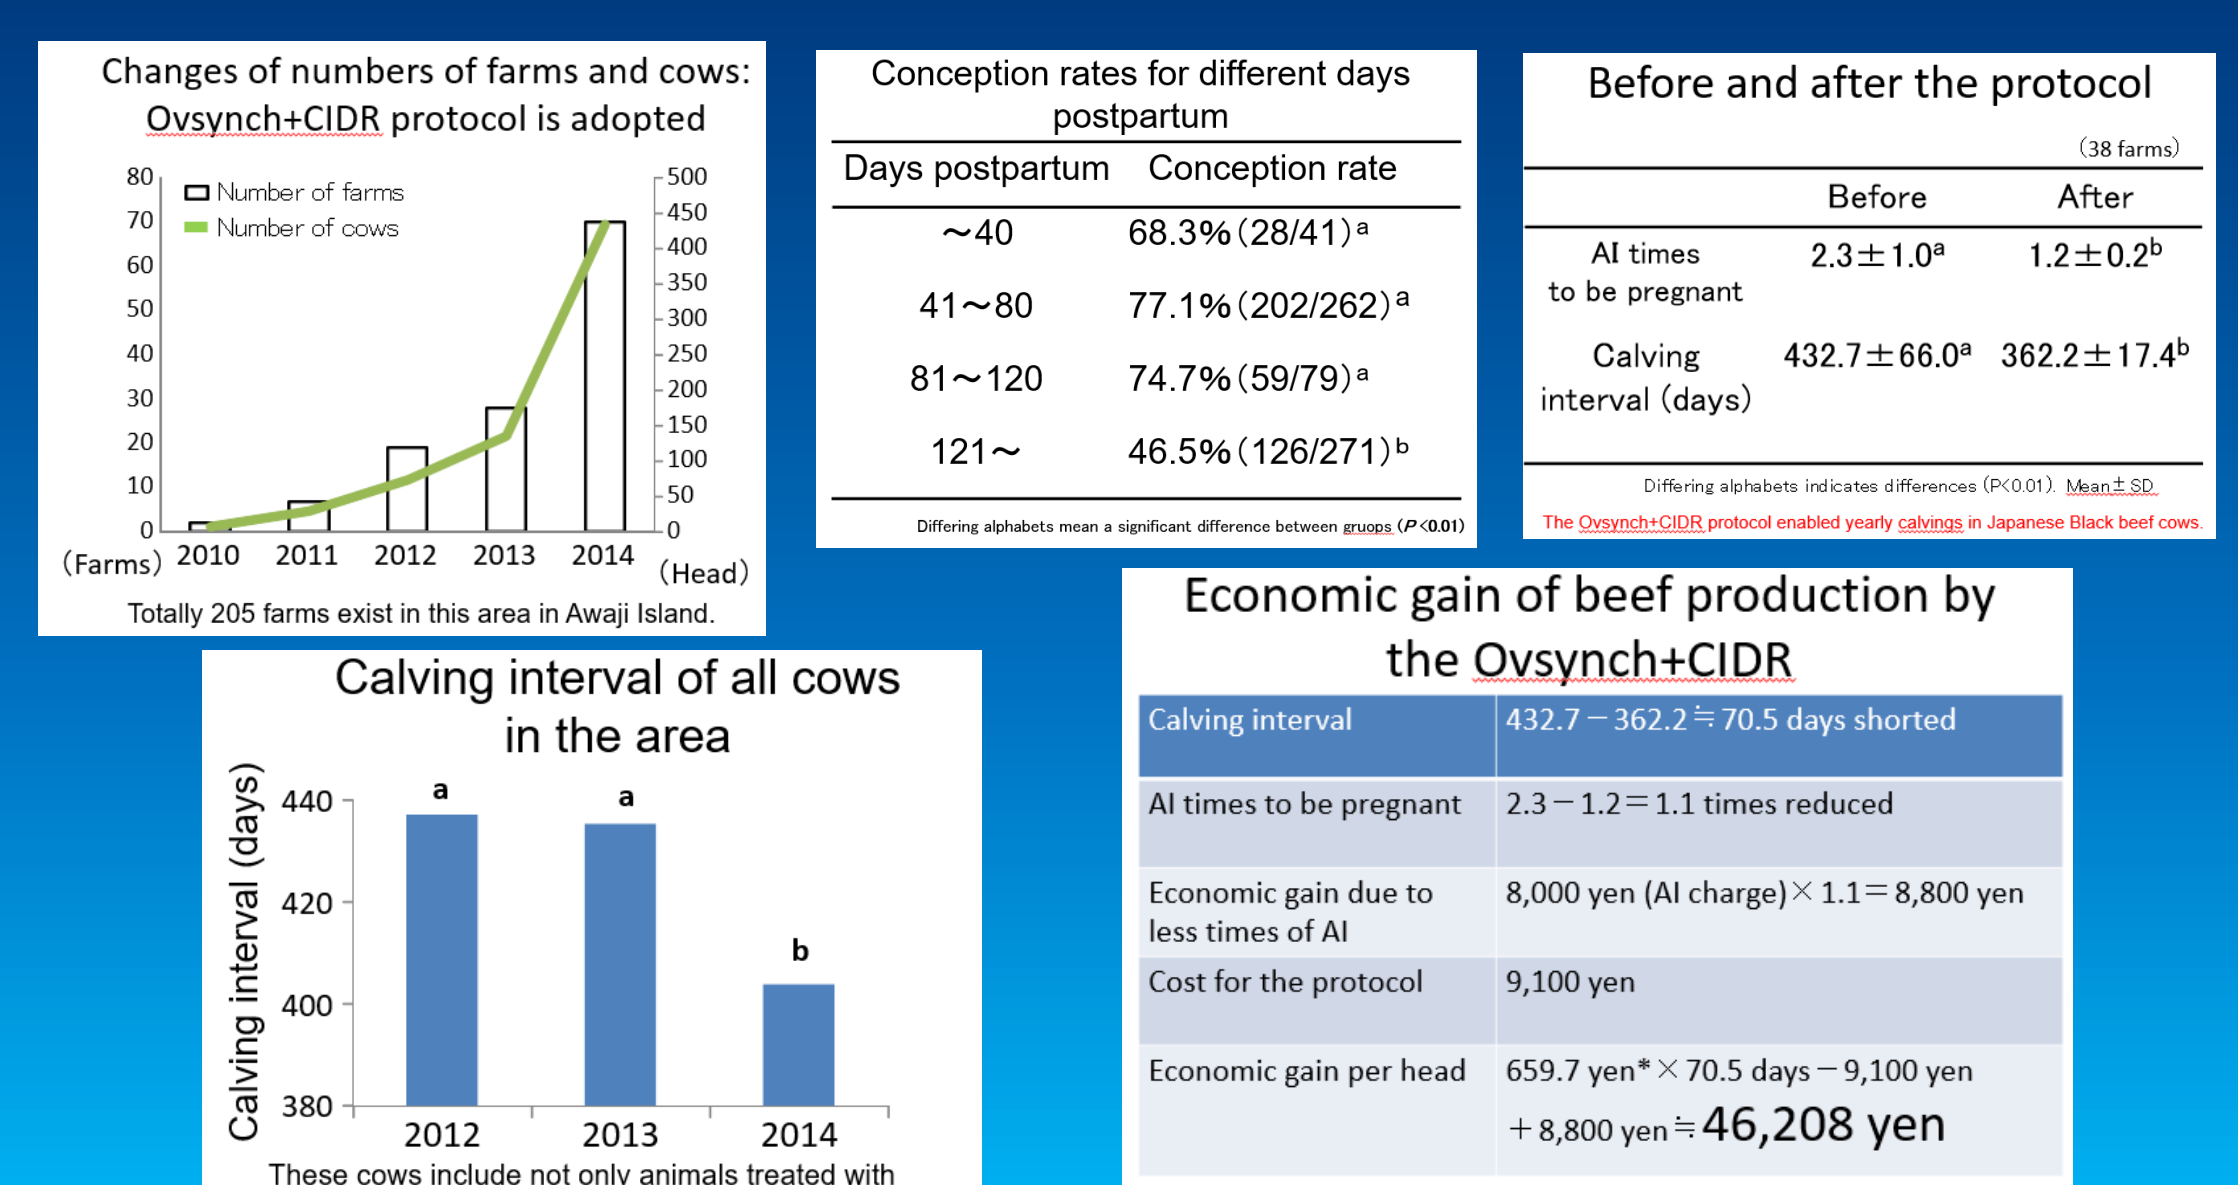 Changes of numbers of farms and cows:
Ovsynch+CIDR protocol is adopted
80
70
60
50
40
30
20
10
0
Number of farms
Number of cows
500
450
400
350
300
250
200
150
100
50
0
2010 2011 2012 2013 2014
(Farms)
(Head)
Totally 205 farms exist in this area in Awaji Island.
Conception rates for different days
postpartum
Days postpartum Conception rate
～40 68.3%(28/41)a
41～80 77.1%(202/262)a
81～120 74.7%(59/79)a
121～ 46.5%(126/271)b
Differing alphabets mean a significant difference between gruops (P<0.01)
Before and after the protocol
(38 farms)
Before After
AI times
to be pregnant
2.3±1.0a 1.2±0.2b
Calving
interval (days)
432.7±66.0a 362.2±17.4b
Differing alphabets indicates differences (P<0.01). Mean±SD
The Ovsynch+CIDR protocol enabled yearly calvings in Japanese Black beef cows.
Calving interval of all cows
in the area
Calving interval (days)
440
420
400
380
a
a
b
2012 2013 2014
These cows include not only animals treated with
Economic gain of beef production by
the Ovsynch+CIDR
Calving interval 432.7－362.2≒70.5 days shorted
AI times to be pregnant 2.3－1.2＝1.1 times reduced
Economic gain due to
less times of AI
8,000 yen (AI charge)×1.1＝8,800 yen
Cost for the protocol 9,100 yen
Economic gain per head 659.7 yen*×70.5 days－9,100 yen
＋8,800 yen≒46,208 yen